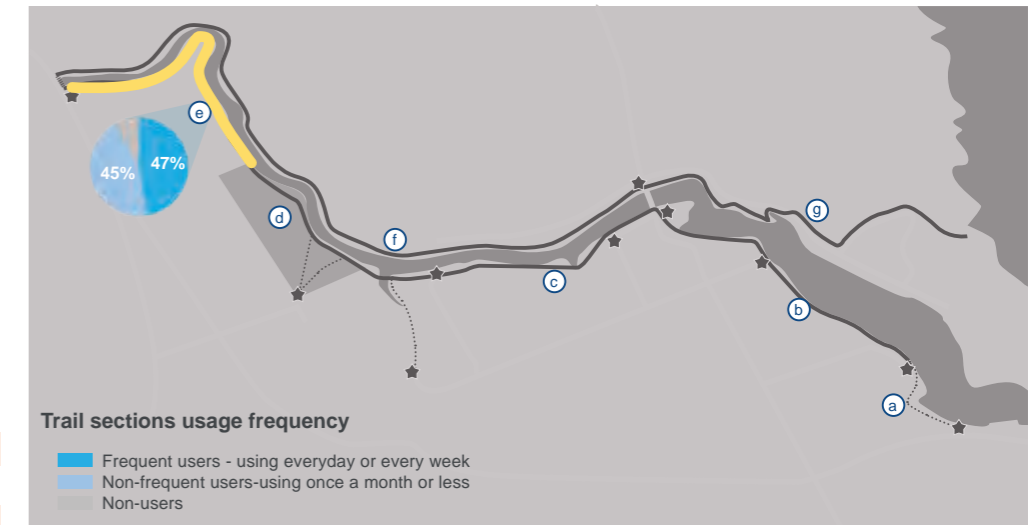 e
45%
47%
d
f
g
c
b
a
Trail sections usage frequency
Frequent users - using everyday or every week
Non-frequent users-using once a month or less
Non-users